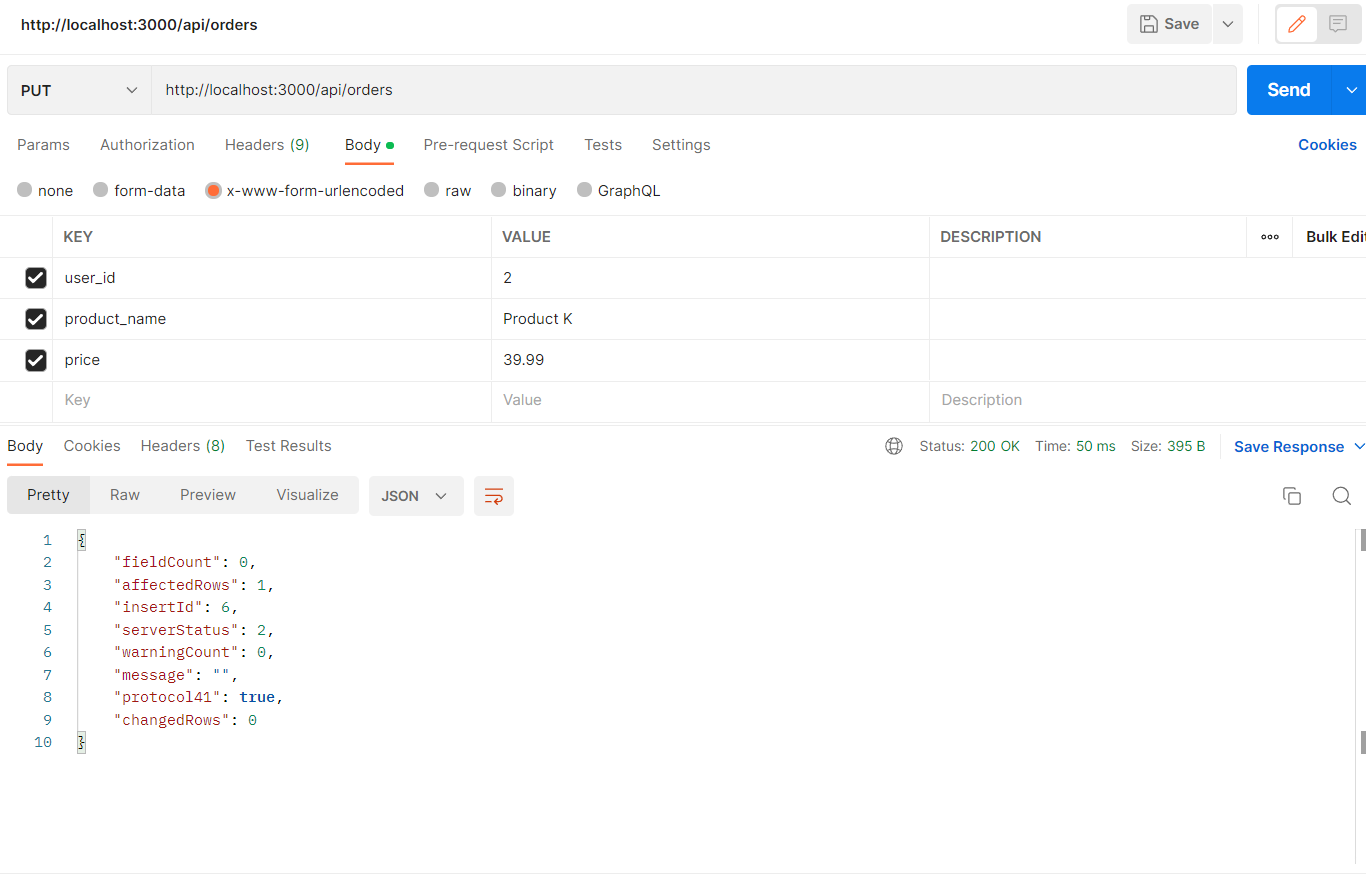 http://localhost:3000/api/orders
Save
PUT
http://localhost:3000/api/orders
Send
Params Authorization Headers (9) Body Pre-request Script Tests Settings Cookies
none form-data x-www-form-urlencoded raw binary GraphQL
KEY VALUE DESCRIPTION Bulk Edit
user_id 2
product_name Product K
price 39.99
Key Value Description
Body Cookies Headers (8) Test Results Status: 200 OK Time: 50 ms Size: 395 B Save Response
Pretty Raw Preview Visualize JSON
1 {
2 "fieldCount": 0,
3 "affectedRows": 1,
4 "insertId": 6,
5 "serverStatus": 2,
6 "warningCount": 0,
7 "message": "",
8 "protocol41": true,
9 "changedRows": 0
10 }